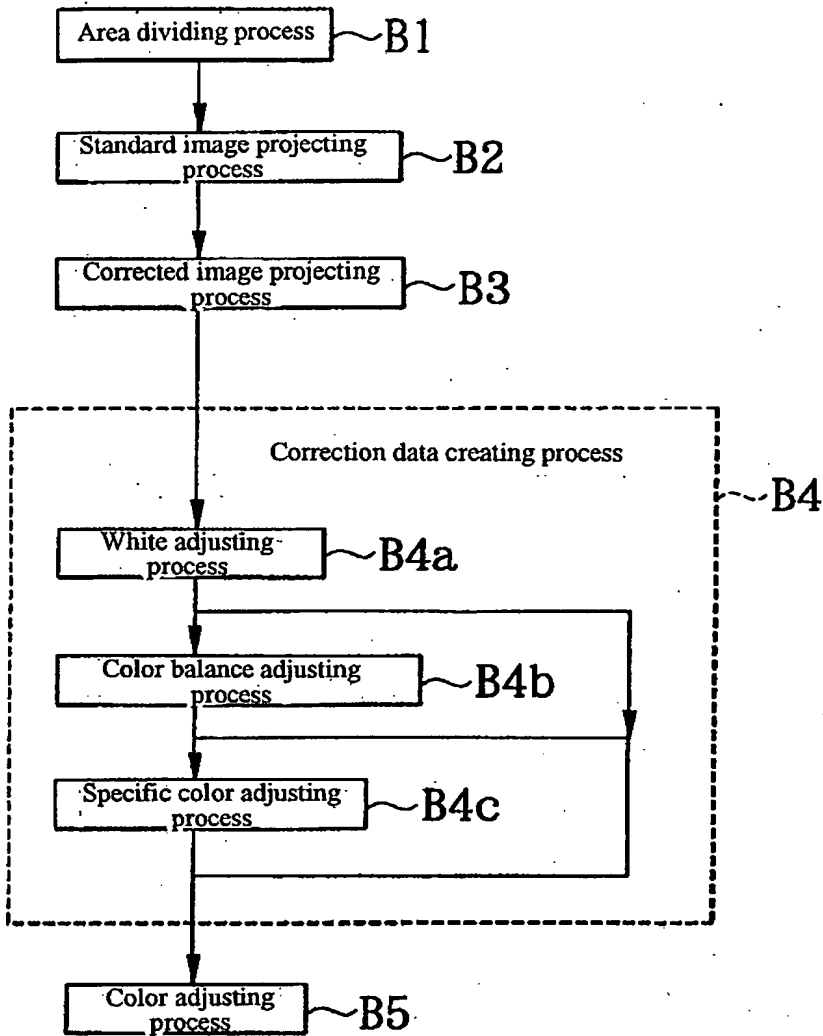 Area dividing process
B1
Standard image projecting
process
B2
Corrected image projecting
process
B3
Correction data creating process
B4
White adjusting
process
B4a
Color balance adjusting
process
B4b
Specific color adjusting
process
B4c
Color adjusting
process
B5